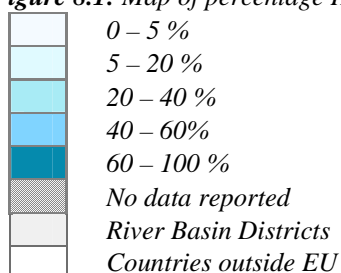 igure 8.1: Map of percentage
0 – 5 %
5 – 20 %
20 – 40 %
40 – 60%
60 – 100 %
No data reported
River Basin Districts
Countries outside EU